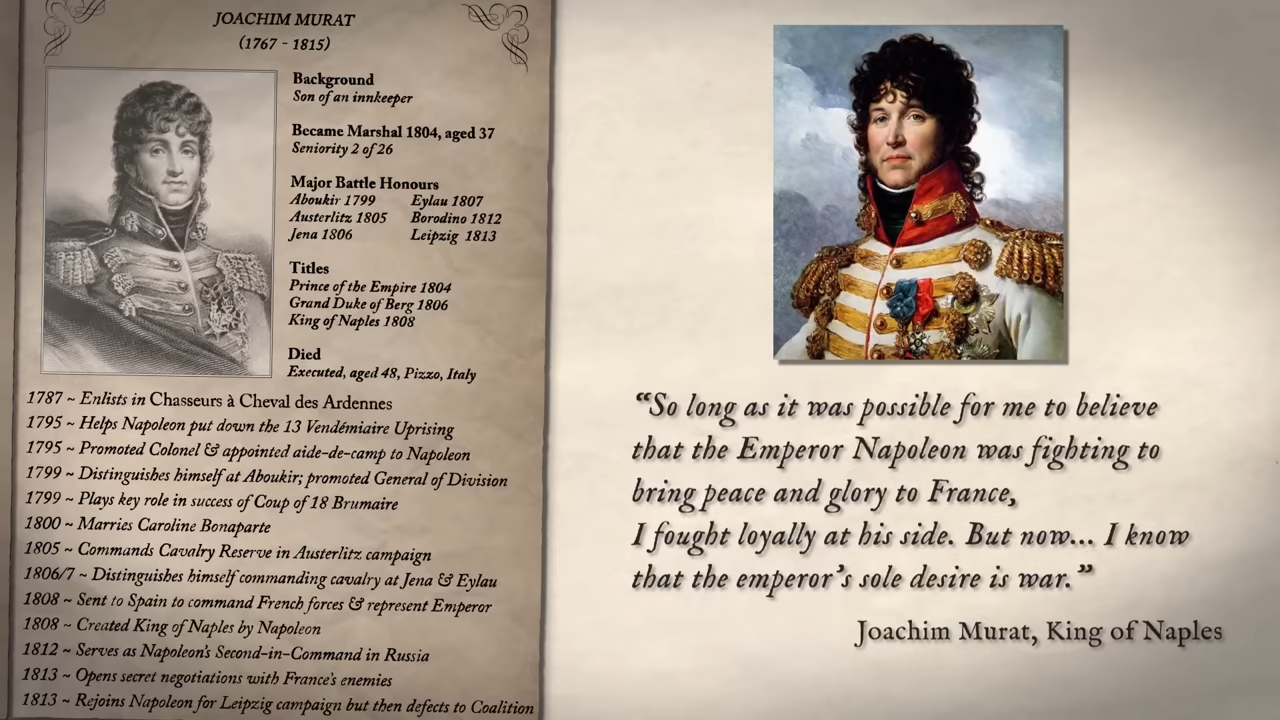 JOACHIM MURAT
(1767 - 1815)
Background
Son of an innkeeper
Became Marshal 1804, aged 37
Seniority 2 of 26
Major Battle Honours
Aboukir 1799 Eylau 1807
Austerlitz 1805 Borodino 1812
Jena 1806 Leipzig 1813
Titles
Prince of the Empire 1804
Grand Duke of Berg 1806
King of Naples 1808
Died
Executed, aged 48, Pizzo, Italy
1787 ~ Enlists in Chasseurs à Cheval des Ardennes
1795 ~ Helps Napoleon put down the 13 Vendémiaire Uprising
1795 ~ Promoted Colonel & appointed aide-de-camp to Napoleon
1799 ~ Distinguishes himself at Aboukir; promoted General of Division
1799 ~ Plays key role in success of Coup of 18 Brumaire
1800 ~ Marries Caroline Bonaparte
1805 ~ Commands Cavalry Reserve in Austerlitz campaign
1806/7 ~ Distinguishes himself commanding cavalry at Jena & Eylau
1808 ~ Sent to Spain to command French forces & represent Emperor
1808 ~ Created King of Naples by Napoleon
1812 ~ Serves as Napoleon's Second-in-Command in Russia
1813 ~ Opens secret negotiations with France's enemies
1813 ~ Rejoins Napoleon for Leipzig campaign but then defects to Coalition
“So long as it was possible for me to believe
that the Emperor Napoleon was fighting to
bring peace and glory to France,
I fought loyally at his side. But now... I know
that the emperor’s sole desire is war.”
Joachim Murat, King of Naples